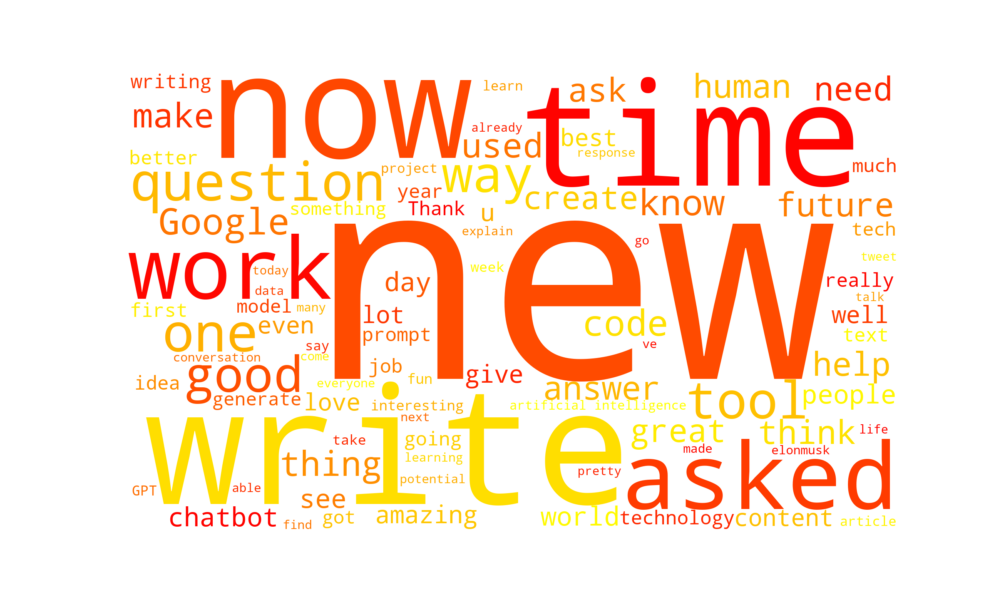 writing now learn time ask human need
make already used best
better response much
question project way
year create know future
Google something Thank u
explain tech
work new go tweet
today week
data day really
model many talk
first lot code well
one even prompt text
say ve
conversation come job help
idea good everyone fun give answer people
generate love interesting artificial intelligence tool
write next great think life
take going made elonmusk
thing learning asked
see potential pretty
GPT able
chatbot find got amazing world technology content article